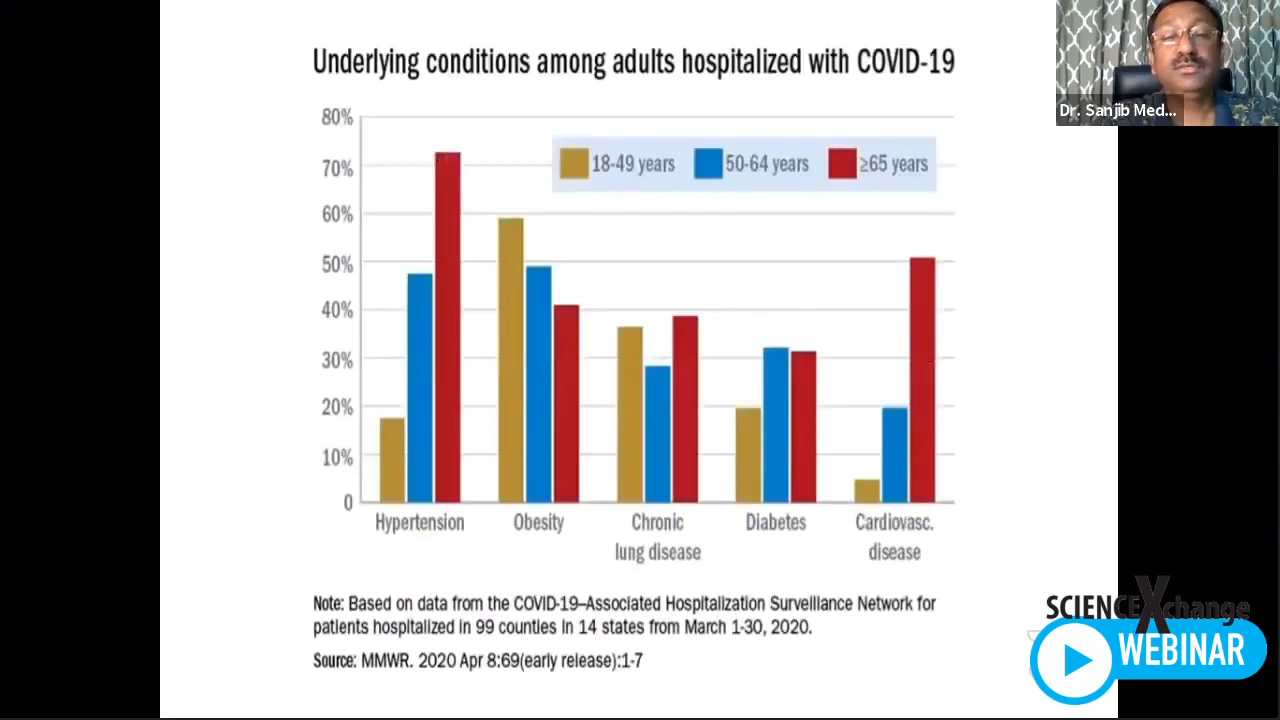 Underlying conditions among adults hospitalized with COVID-19
Dr. Sanjib Med...
80%
18-49 years 50-64 years ≥65 years
70%
60%
50%
40%
30%
20%
10%
0
Hypertension Obesity Chronic lung disease Diabetes Cardiovasc. disease
Note: Based on data from the COVID-19–Associated Hospitalization Surveillance Network for
patients hospitalized in 99 counties in 14 states from March 1-30, 2020.
Source: MMWR. 2020 Apr 8:69(early release):1-7
SCIENCEXchange
WEBINAR